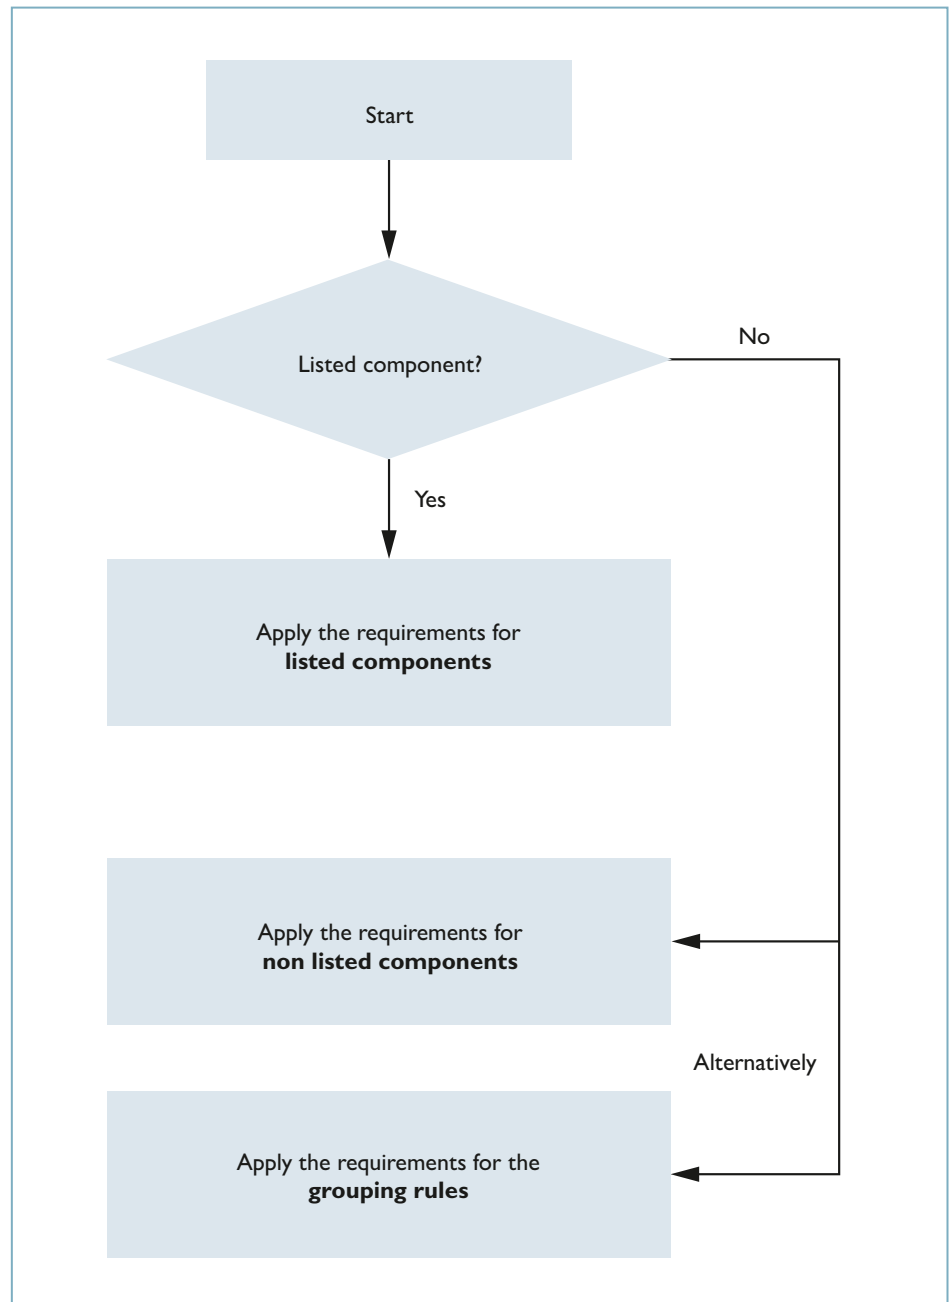 Start
Listed component?
No
Yes
Apply the requirements for
listed components
Apply the requirements for
non listed components
Alternatively
Apply the requirements for the
grouping rules